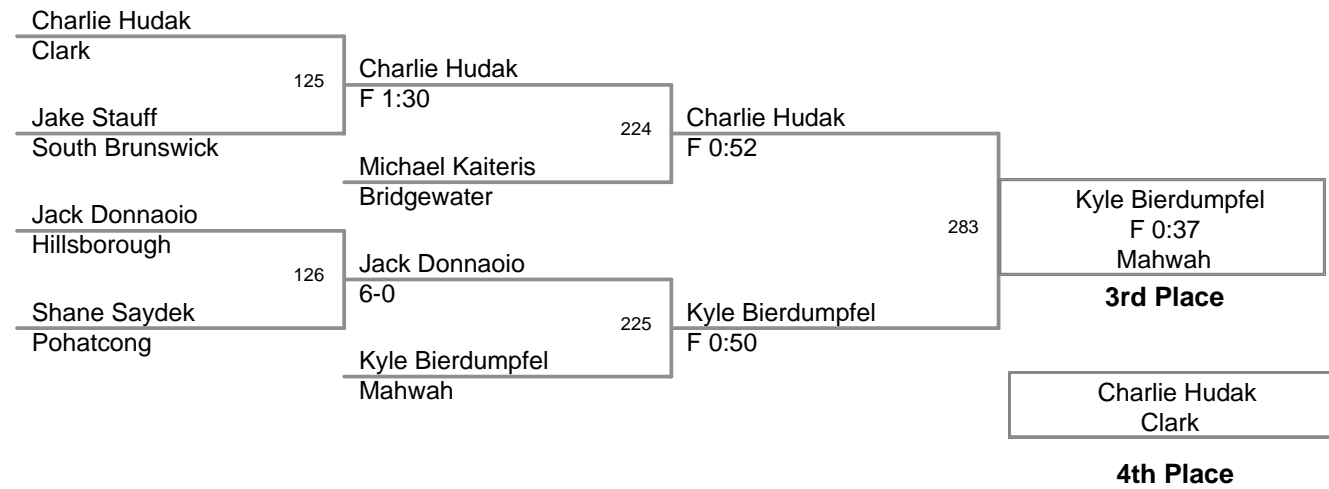 Charlie Hudak
Clark
125
Charlie Hudak
F 1:30
Jake Stauff
South Brunswick
224
Charlie Hudak
F 0:52
Michael Kaiteris
Bridgewater
Jack Donnaoio
Hillsborough
283
Kyle Bierdumpfel
F 0:37
Mahwah
3rd Place
126
Jack Donnaoio
6-0
Shane Saydek
Pohatcong
225
Kyle Bierdumpfel
F 0:50
Kyle Bierdumpfel
Mahwah
Charlie Hudak
Clark
4th Place